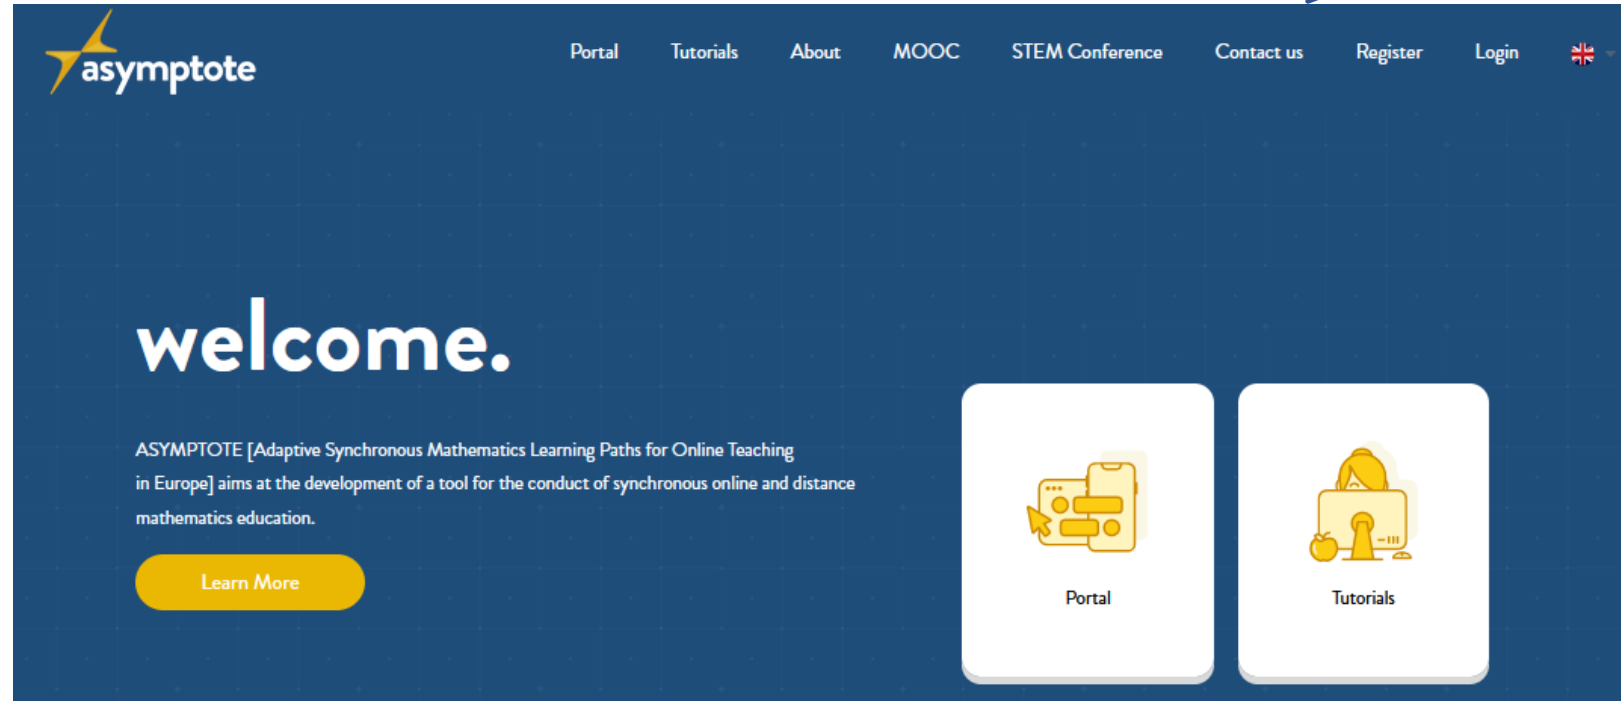 asymptote
Portal Tutorials About MOOC STEM Conference Contact us Register Login
welcome.
ASYMPTOTE [Adaptive Synchronous Mathematics Learning Paths for Online Teaching
in Europe] aims at the development of a tool for the conduct of synchronous online and distance
mathematics education.
Learn More
Portal
Tutorials